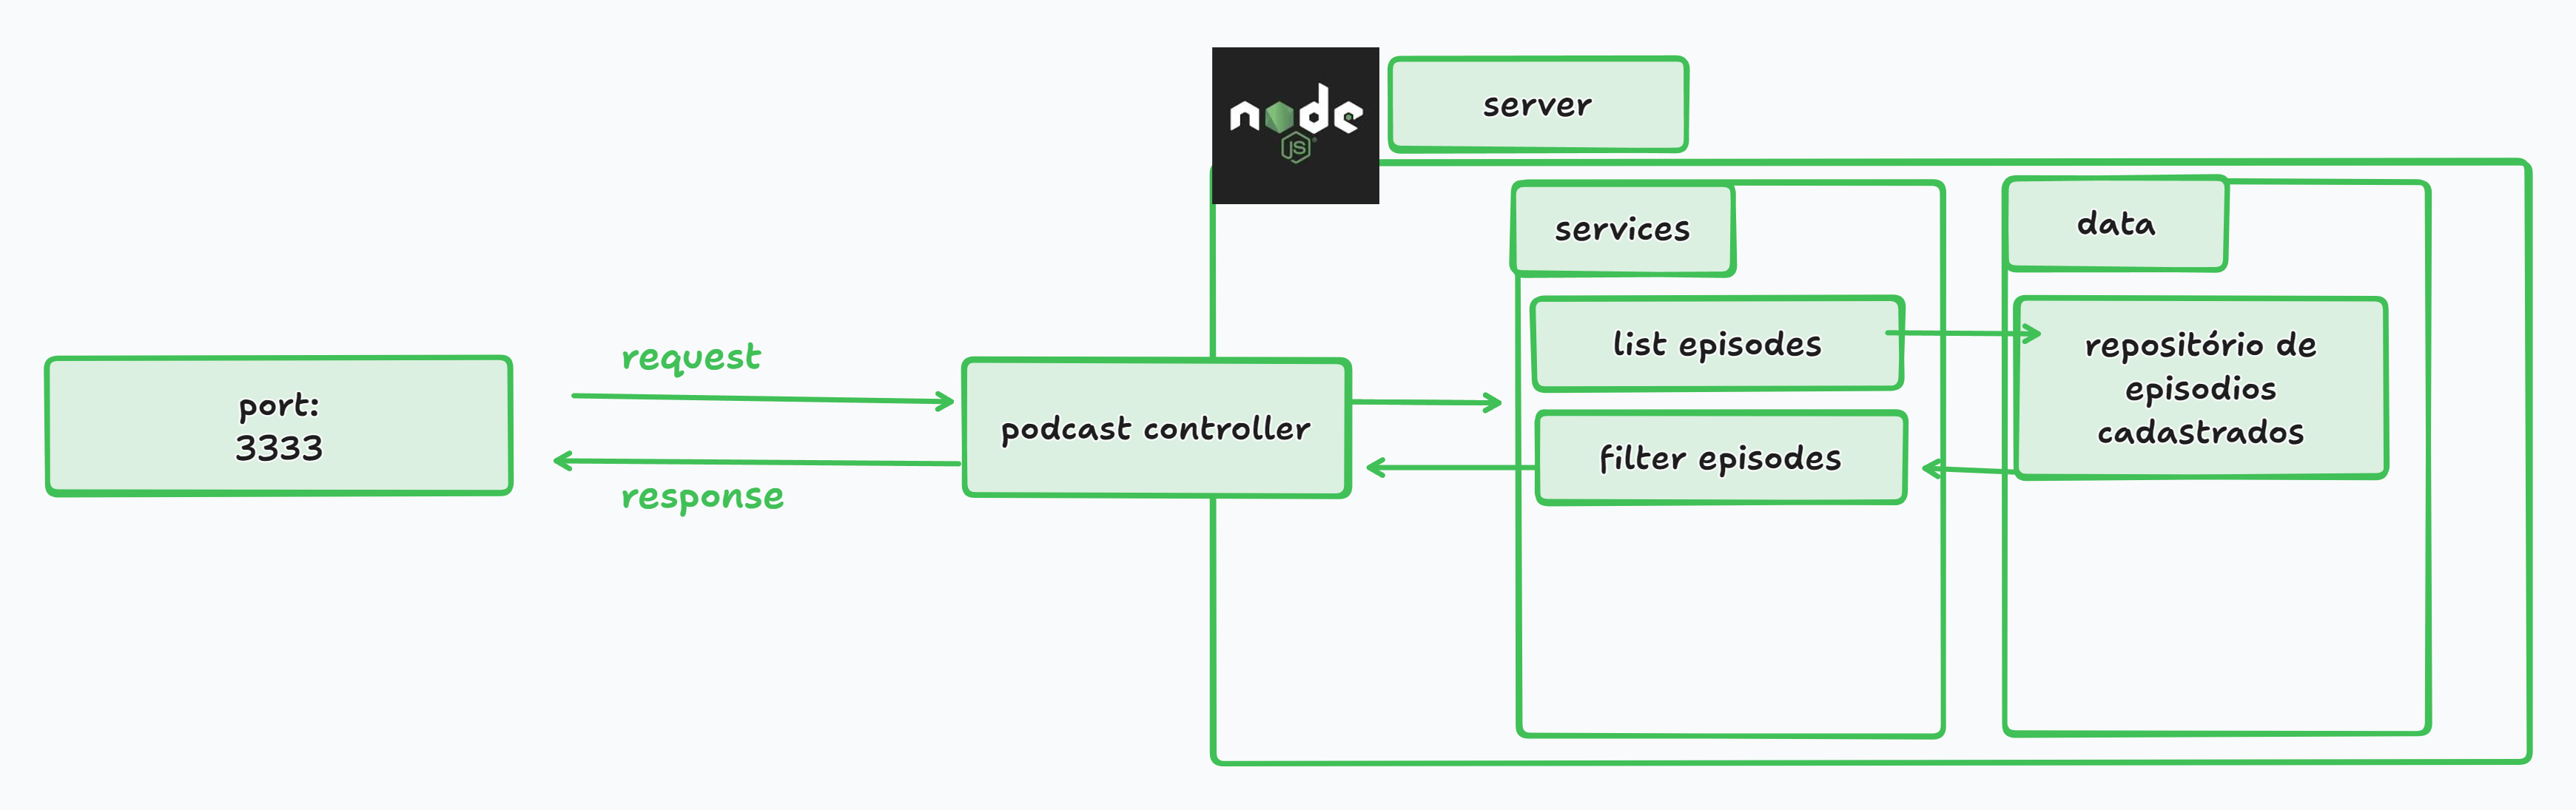 node
JS
server
services
data
list episodes
repositório de
episodios
cadastrados
request
port:
3333
podcast controller
filter episodes
response